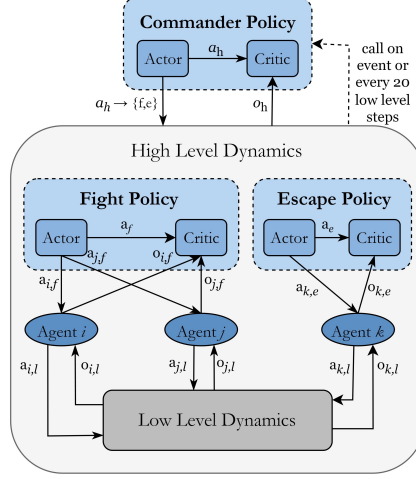 Commander Policy
Actor
a_h
Critic
a_h → {f,e}
o_h
call on
event or
every 20
low level
steps
High Level Dynamics
Fight Policy
Actor
a_f
Critic
a_{j,f}
o_{i,f}
a_{i,f}
o_{j,f}
Escape Policy
Actor
a_e
Critic
a_{k,e}
o_{k,e}
Agent i
Agent j
Agent k
a_{i,l}
o_{i,l}
a_{j,l}
o_{j,l}
a_{k,l}
o_{k,l}
Low Level Dynamics